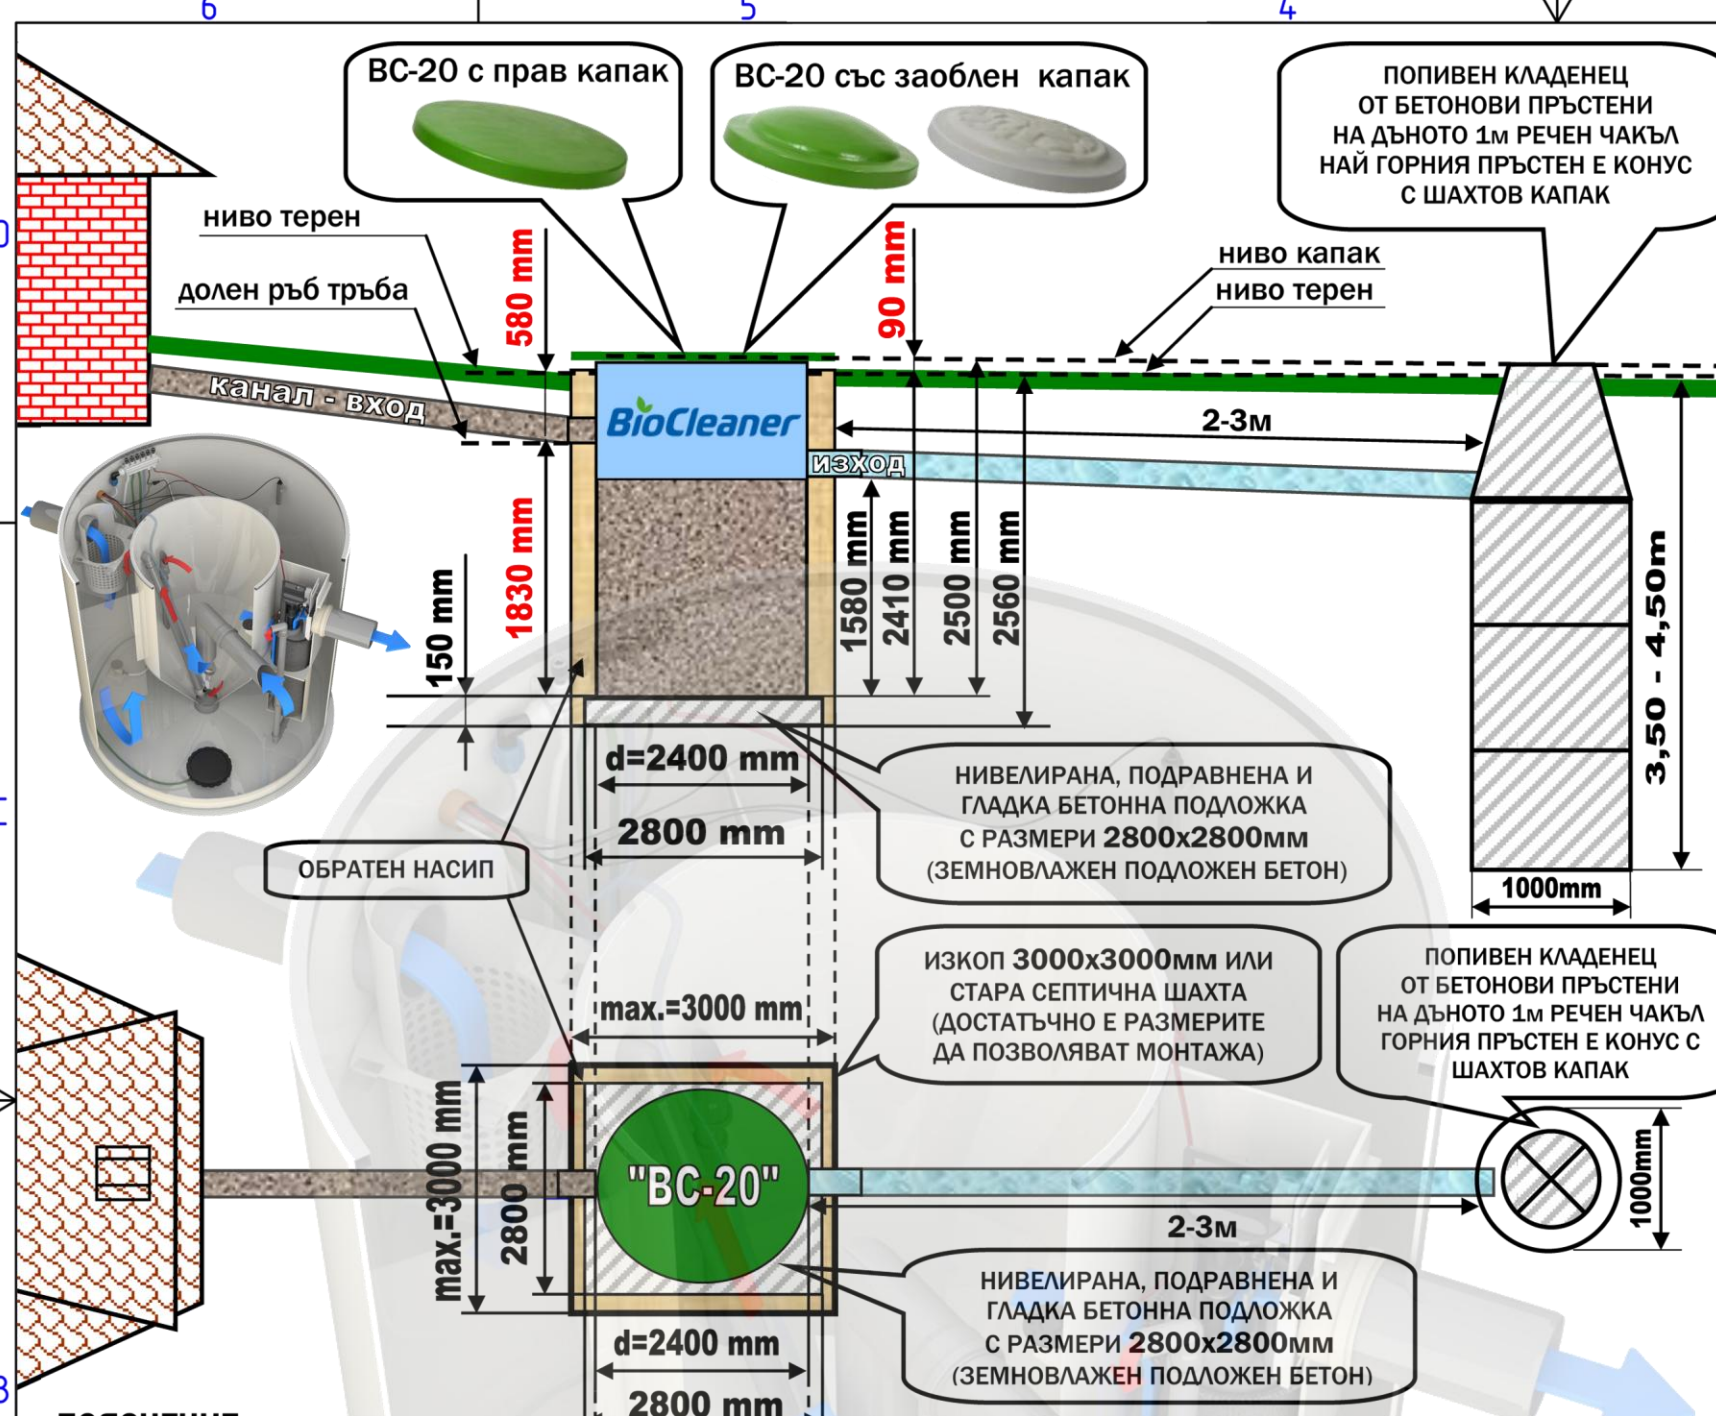 6
5
4
BC-20 с прав капак
BC-20 със заоблен капак
ПОПИВЕН КЛАДЕНЕЦ
ОТ БЕТОНОВИ ПРЪСТЕНИ
НА ДЪНОТО 1м РЕЧЕН ЧАКЪЛ
НАЙ ГОРНИЯ ПРЪСТЕН Е КОНУС
С ШАХТОВ КАПАК
ниво терен
долен ръб тръба
580 mm
90 mm
ниво капак
ниво терен
канал - вход
BioCleaner
изход
2-3м
1830 mm
150 mm
1580 mm
2410 mm
2500 mm
2560 mm
3,50 - 4,50m
d=2400 mm
2800 mm
НИВЕЛИРАНА, ПОДРАВНЕНА И
ГЛАДКА БЕТОННА ПОДЛОЖКА
С РАЗМЕРИ 2800x2800мм
(ЗЕМНОВЛАЖЕН ПОДЛОЖЕН БЕТОН)
1000mm
ОБРАТЕН НАСИП
ИЗКОП 3000x3000мм ИЛИ
СТАРА СЕПТИЧНА ШАХТА
(ДОСТАТЪЧНО Е РАЗМЕРИТЕ
ДА ПОЗВОЛЯВАТ МОНТАЖА)
ПОПИВЕН КЛАДЕНЕЦ
ОТ БЕТОНОВИ ПРЪСТЕНИ
НА ДЪНОТО 1м РЕЧЕН ЧАКЪЛ
ГОРНИЯ ПРЪСТЕН Е КОНУС С
ШАХТОВ КАПАК
max.=3000 mm
max.=3000 mm
2800 mm
"BC-20"
2-3м
1000mm
НИВЕЛИРАНА, ПОДРАВНЕНА И
ГЛАДКА БЕТОННА ПОДЛОЖКА
С РАЗМЕРИ 2800x2800мм
(ЗЕМНОВЛАЖЕН ПОДЛОЖЕН БЕТОН)
d=2400 mm
2800 mm